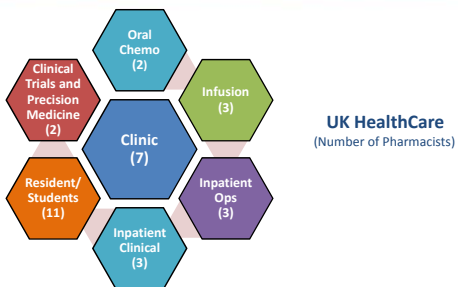 Oral
Chemo
(2)
Clinical
Trials and
Precision
Medicine
(2)
Infusion
(3)
Clinic
(7)
UK HealthCare
(Number of Pharmacists)
Resident/
Students
(11)
Inpatient
Ops
(3)
Inpatient
Clinical
(3)